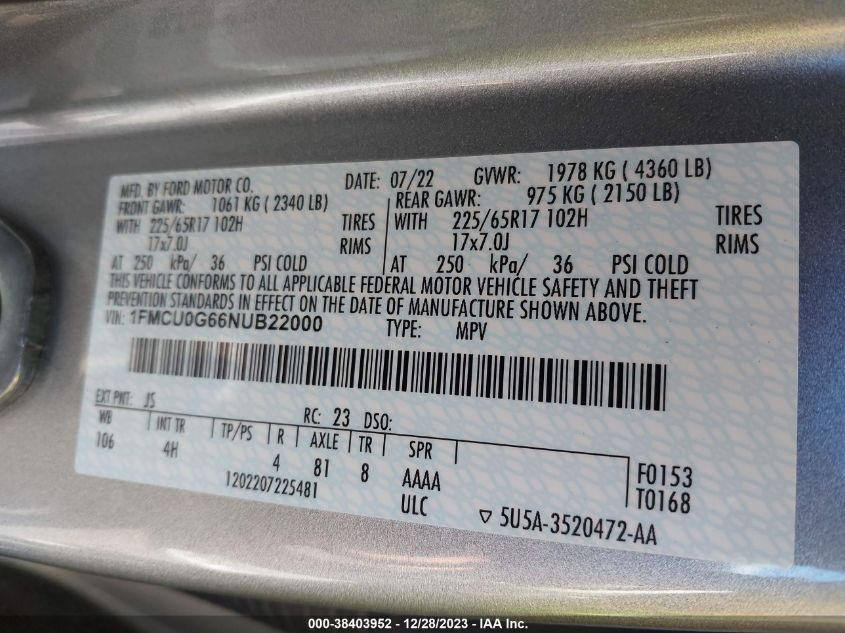 MFD. BY FORD MOTOR CO. DATE: 07/22 GVWR: 1978 KG ( 4360 LB)
FRONT GAWR: 1061 KG ( 2340 LB) REAR GAWR: 975 KG ( 2150 LB)
WITH 225/65R17 102H TIRES WITH 225/65R17 102H TIRES
17x7.0J RIMS 17x7.0J RIMS
AT 250 kPa/ 36 PSI COLD AT 250 kPa/ 36 PSI COLD
THIS VEHICLE CONFORMS TO ALL APPLICABLE FEDERAL MOTOR VEHICLE SAFETY AND THEFT
PREVENTION STANDARDS IN EFFECT ON THE DATE OF MANUFACTURE SHOWN ABOVE.
VIN: 1FMCU0G66NUB22000 TYPE: MPV
EXT PNT: JS RC: 23 DSO:
WB INT TR TP/PS R AXLE TR SPR
106 4H 4 81 8 AAAA F0153
1202207225481 ULC T0168
▽ 5U5A-3520472-AA
000-38403952 - 12/28/2023 - IAA Inc.